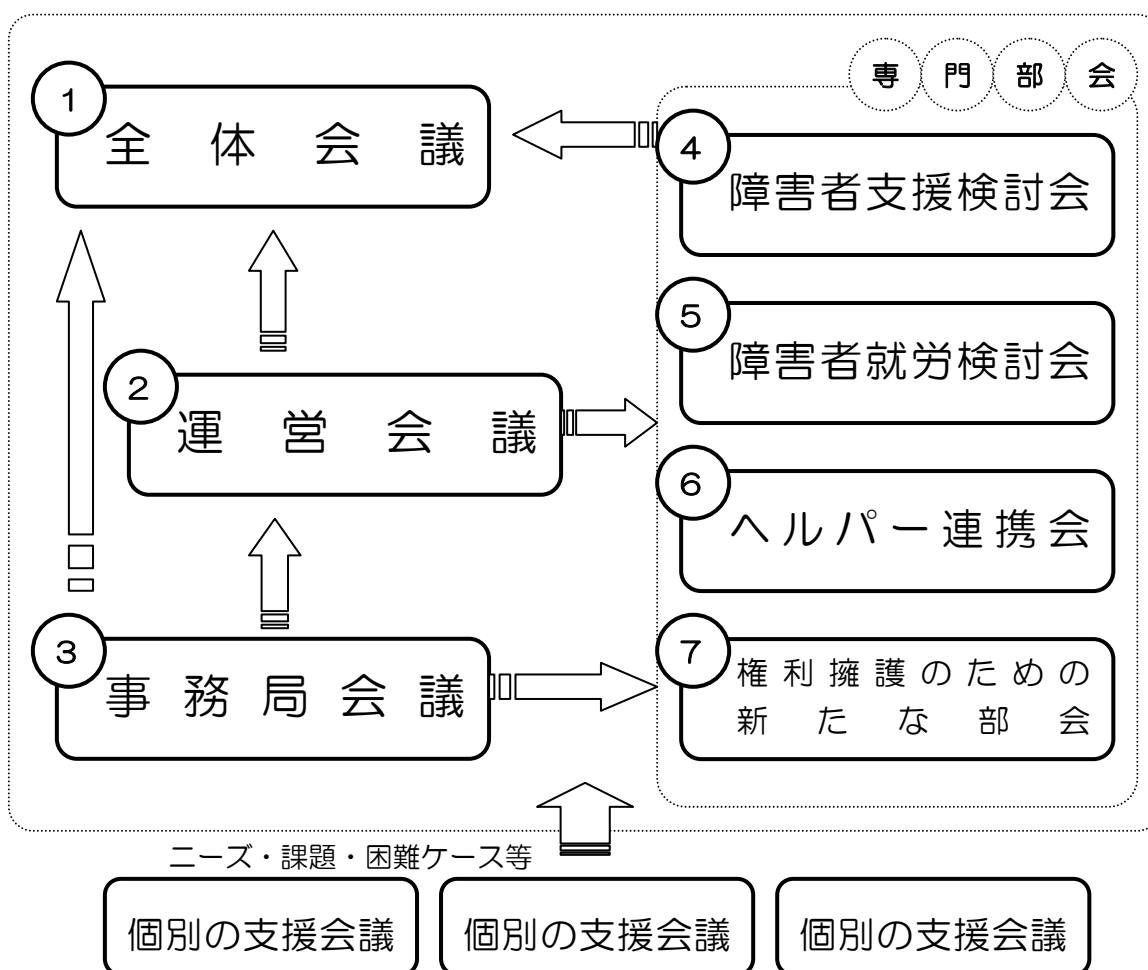 専門部会
1
全体会議
4
障害者支援検討会
5
障害者就労検討会
2
運営会議
6
ヘルパー連携会
3
事務局会議
7
権利擁護のための
新たな部会
ニーズ・課題・困難ケース等
個別の支援会議
個別の支援会議
個別の支援会議